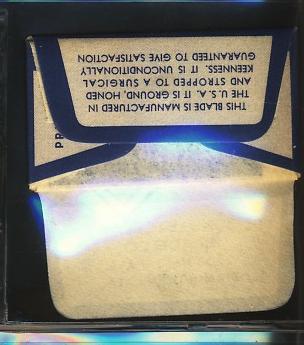 THIS BLADE IS MANUFACTURED IN
THE U.S.A. IT IS GROUND, HONED
AND STROPPED TO A SURGICAL
KEENNESS. IT IS UNCONDITIONALLY
GUARANTEED TO GIVE SATISFACTION